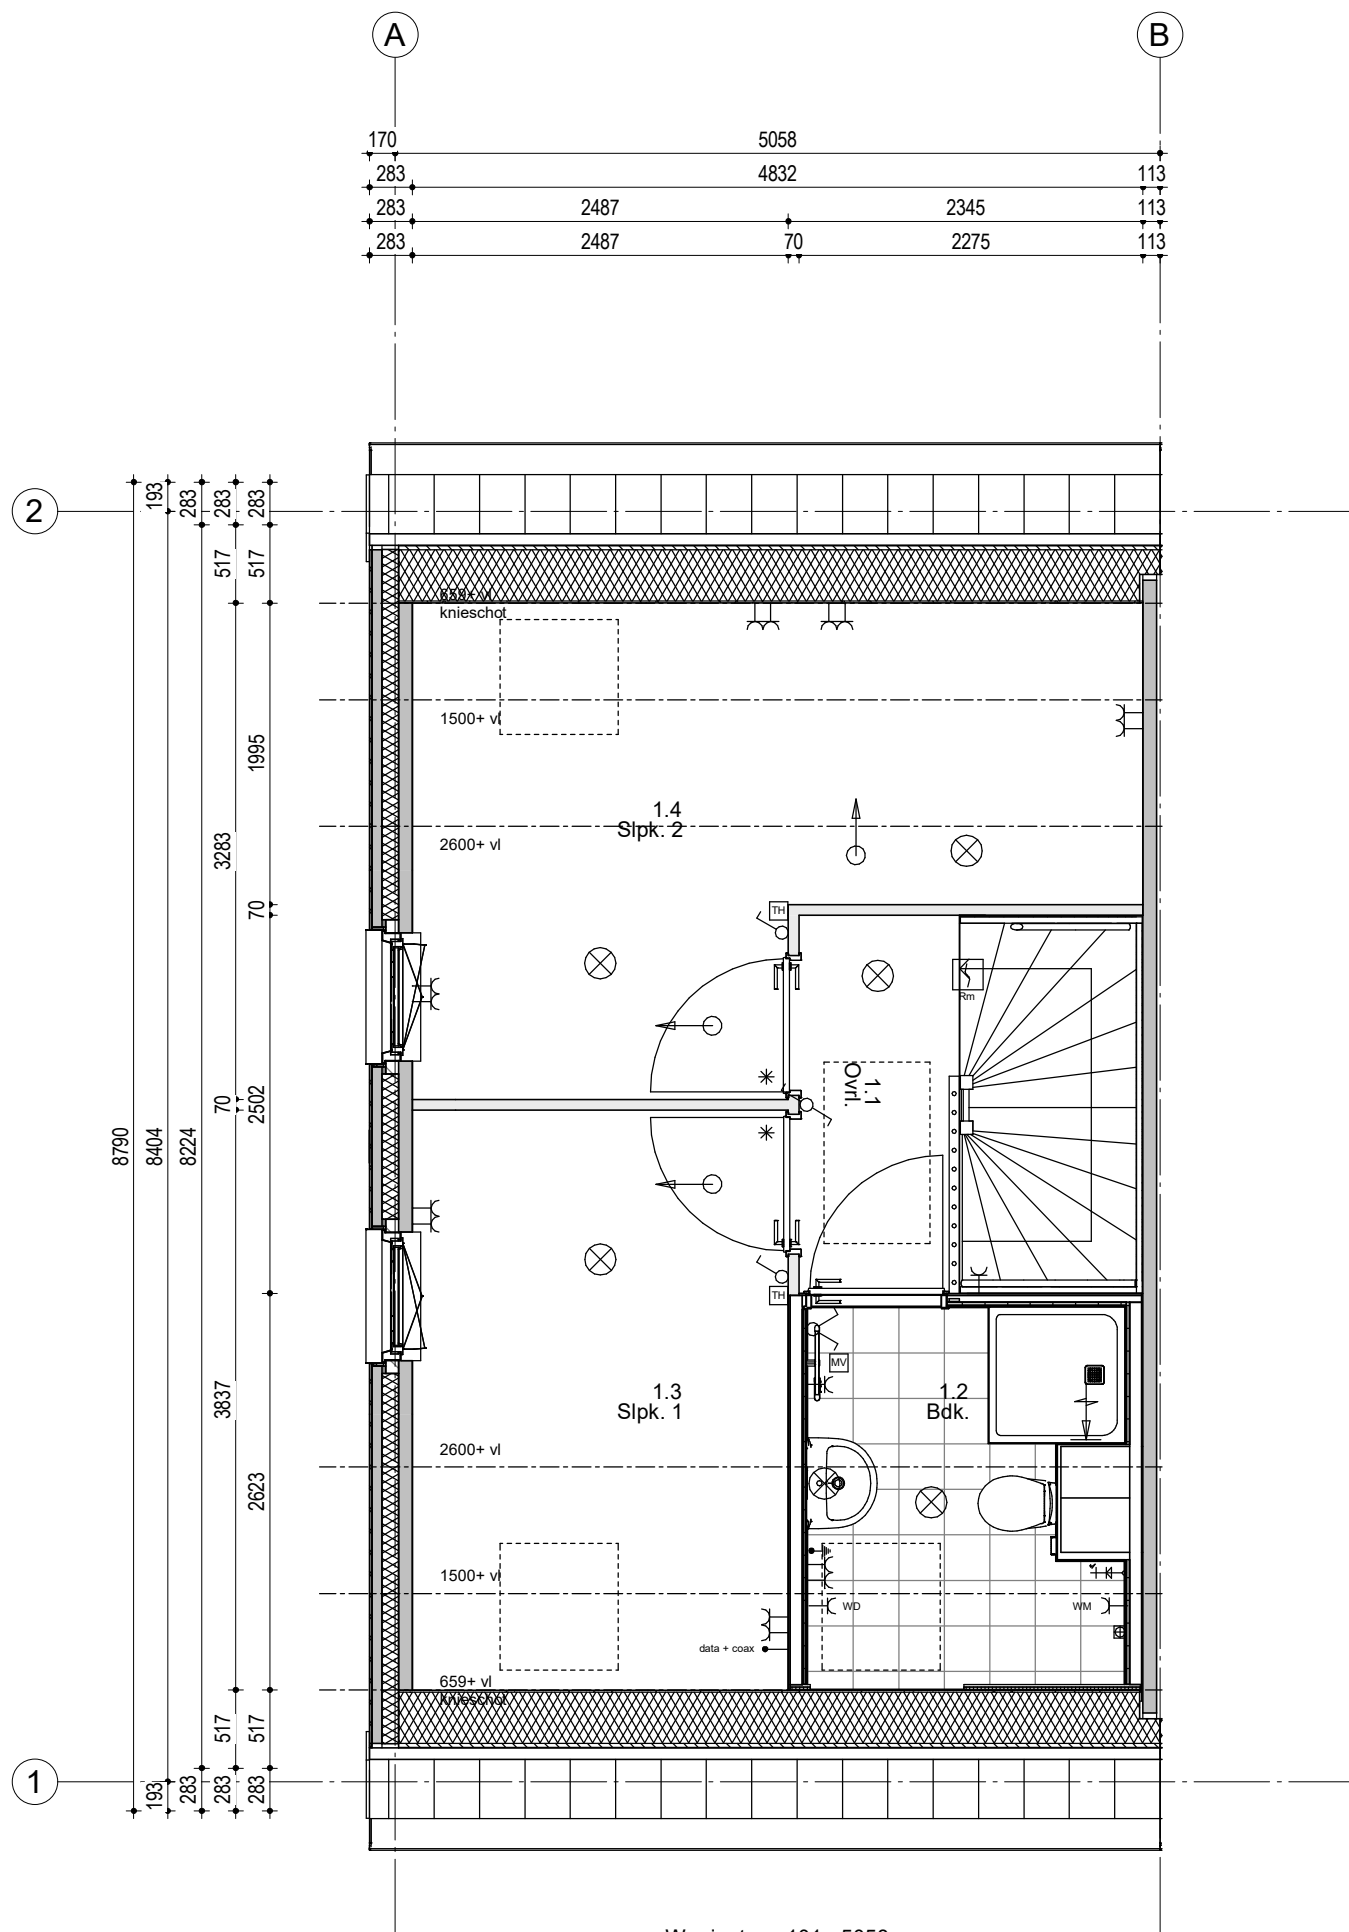 A
B
170
5058
283
4832
113
283
2487
2345
113
283
2487
70
2275
113
2
193
283
283
283
517
517
659+ vl
knieschot
1500+ vl
1995
1.4
Slpk. 2
2600+ vl
3283
70
TH
Rm
1.1
Ovrl.
70
2502
8790
8404
8224
TH
MV
1.3
Slpk. 1
1.2
Bdk.
3837
2600+ vl
2623
1500+ vl
WD
WM
data + coax
659+ vl
knieschot
517
517
1
193
283
283
283